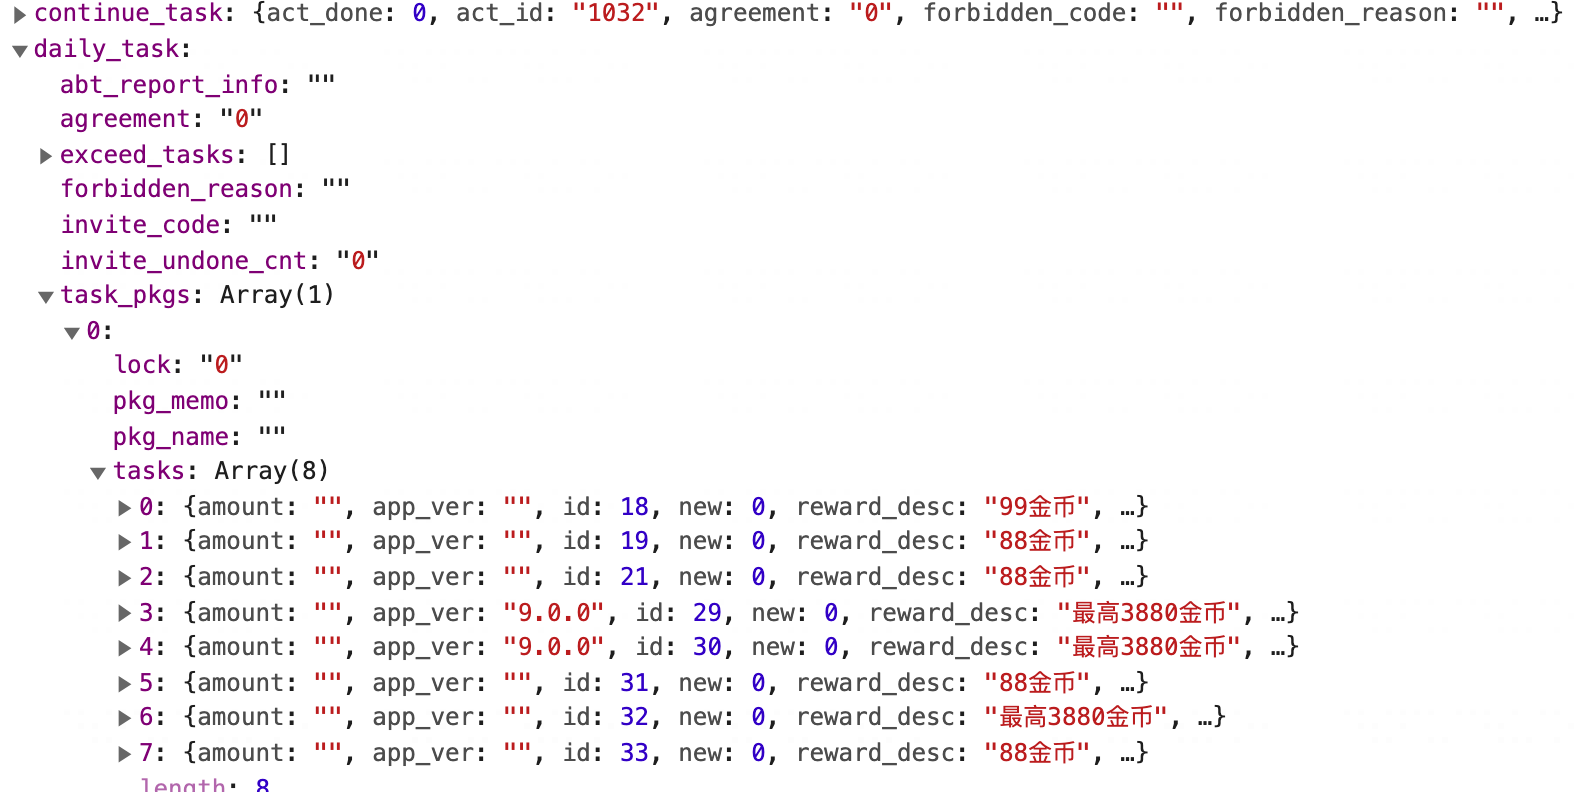 continue_task: {act_done: 0, act_id: "1032", agreement: "0", forbidden_code: "", forbidden_reason: "", …}
daily_task:
abt_report_info: ""
agreement: "0"
exceed_tasks: []
forbidden_reason: ""
invite_code: ""
invite_undone_cnt: "0"
task_pkgs: Array(1)
0:
lock: "0"
pkg_memo: ""
pkg_name: ""
tasks: Array(8)
0: {amount: "", app_ver: "", id: 18, new: 0, reward_desc: "99金币", …}
1: {amount: "", app_ver: "", id: 19, new: 0, reward_desc: "88金币", …}
2: {amount: "", app_ver: "", id: 21, new: 0, reward_desc: "88金币", …}
3: {amount: "", app_ver: "9.0.0", id: 29, new: 0, reward_desc: "最高3880金币", …}
4: {amount: "", app_ver: "9.0.0", id: 30, new: 0, reward_desc: "最高3880金币", …}
5: {amount: "", app_ver: "", id: 31, new: 0, reward_desc: "88金币", …}
6: {amount: "", app_ver: "", id: 32, new: 0, reward_desc: "最高3880金币", …}
7: {amount: "", app_ver: "", id: 33, new: 0, reward_desc: "88金币", …}
length: 8